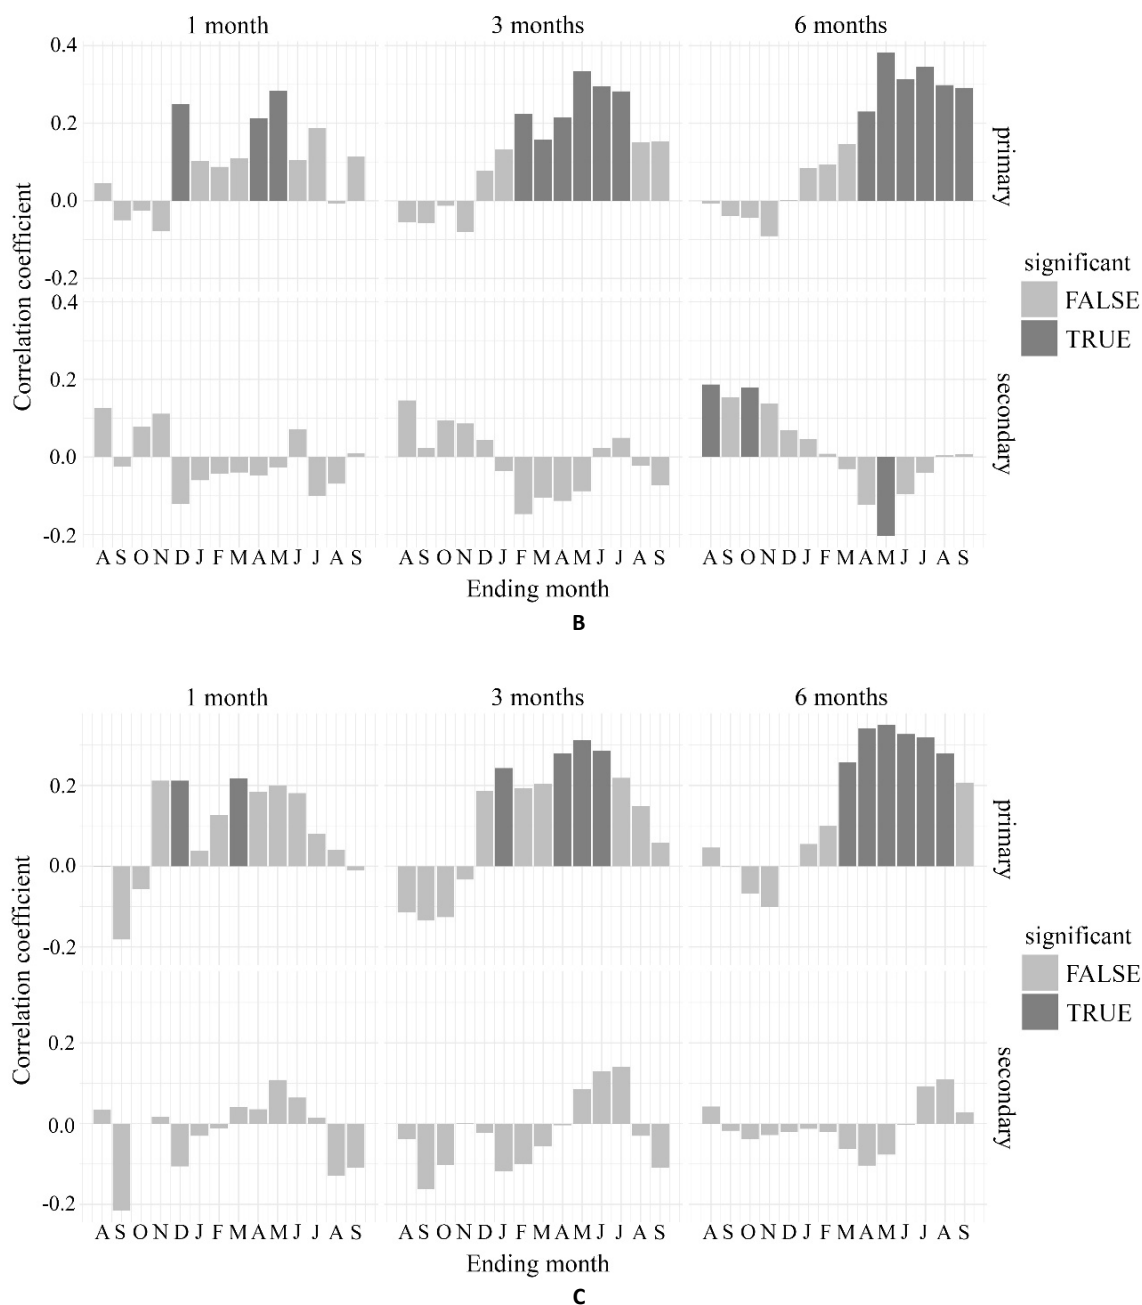 1 month 3 months 6 months
0.4
0.2
0.0
-0.2
primary
0.4
0.2
0.0
-0.2
secondary
Correlation coefficient
A S O N D J F M A M J J A S A S O N D J F M A M J J A S A S O N D J F M A M J J A S
Ending month
significant
FALSE
TRUE
B
1 month 3 months 6 months
0.2
0.0
-0.2
primary
0.2
0.0
-0.2
secondary
Correlation coefficient
A S O N D J F M A M J J A S A S O N D J F M A M J J A S A S O N D J F M A M J J A S
Ending month
significant
FALSE
TRUE
C